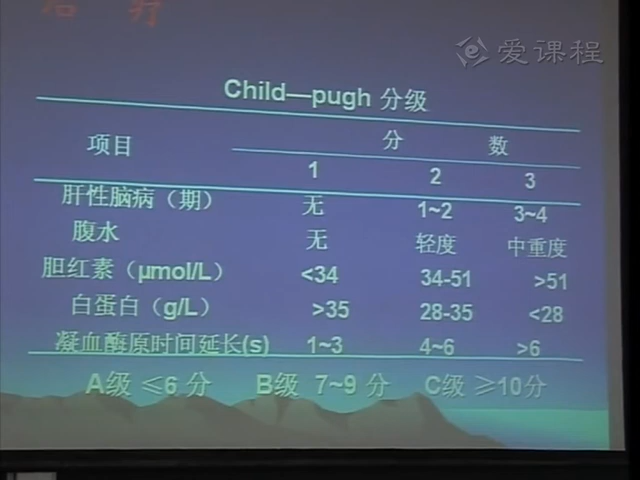 治 疗
爱课程
Child—pugh 分级
项目 分 数
1 2 3
肝性脑病（期） 无 1~2 3~4
腹水 无 轻度 中重度
胆红素（µmol/L） <34 34-51 >51
白蛋白（g/L） >35 28-35 <28
凝血酶原时间延长(s) 1~3 4~6 >6
A级 ≤6 分 B级 7~9 分 C级 ≥10分